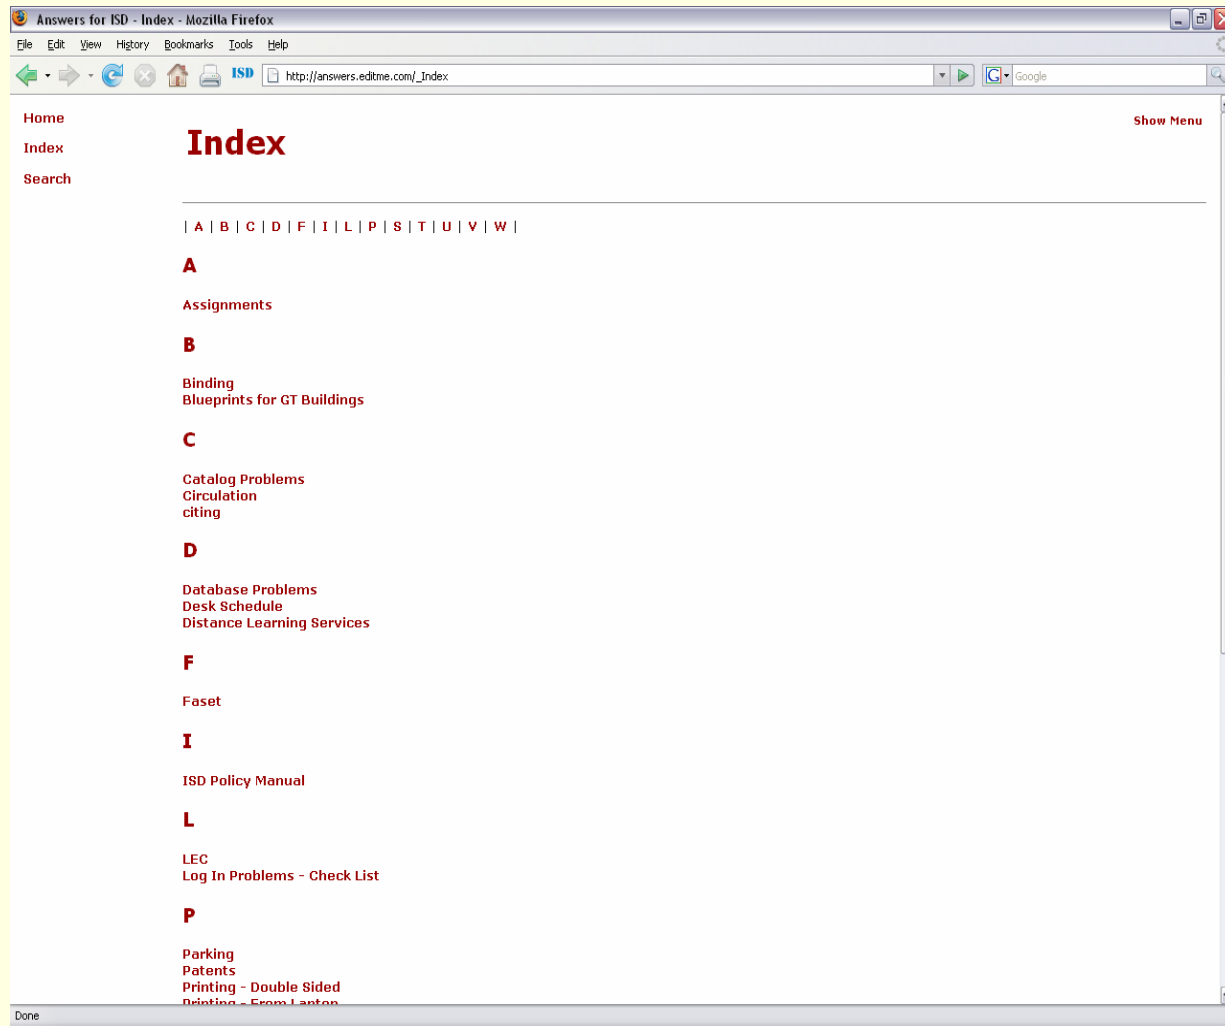 Answers for ISD - Index - Mozilla Firefox
File Edit View History Bookmarks Tools Help
ISD http://answers.editme.com/_Index G Google
Home
Index
Search
Show Menu
Index
| A | B | C | D | F | I | L | P | S | T | U | V | W |
A
Assignments
B
Binding
Blueprints for GT Buildings
C
Catalog Problems
Circulation
citing
D
Database Problems
Desk Schedule
Distance Learning Services
F
Faset
I
ISD Policy Manual
L
LEC
Log In Problems - Check List
P
Parking
Patents
Printing - Double Sided
Printing - From Laptop
Done